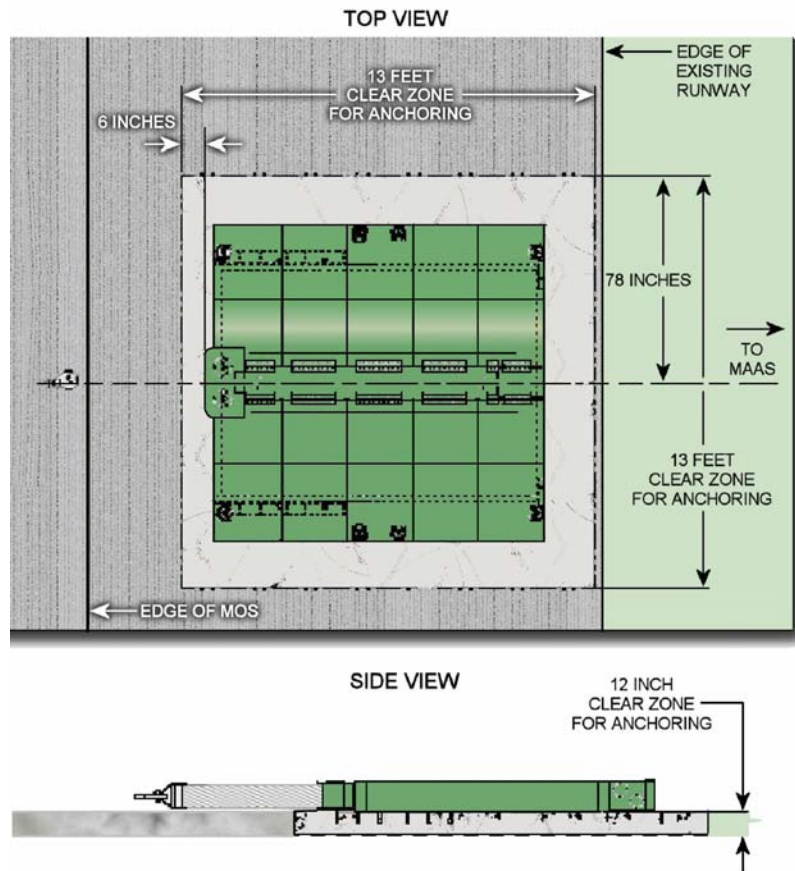 TOP VIEW
EDGE OF
EXISTING
RUNWAY
13 FEET
CLEAR ZONE
FOR ANCHORING
6 INCHES
78 INCHES
TO
MAAS
13 FEET
CLEAR ZONE
FOR ANCHORING
EDGE OF MOS
SIDE VIEW
12 INCH
CLEAR ZONE
FOR ANCHORING